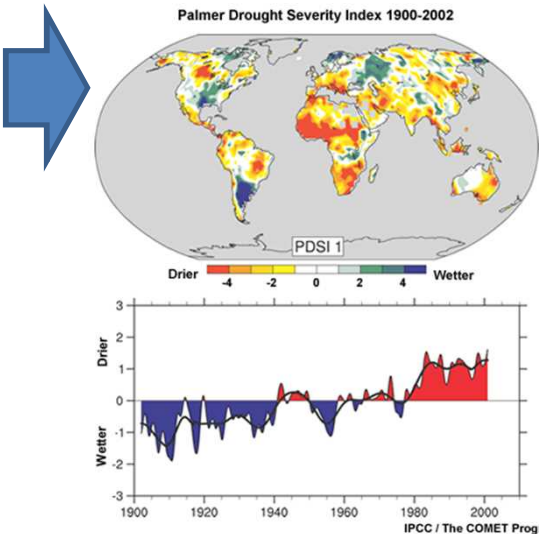 Palmer Drought Severity Index 1900-2002
PDSI 1
Drier -4 -2 0 2 4 Wetter
3
2
1
0
-1
-2
-3
Drier
Wetter
1900 1920 1940 1960 1980 2000
IPCC / The COMET Prog